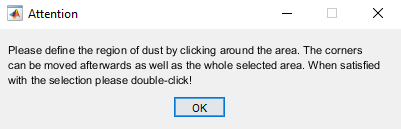 Attention
Please define the region of dust by clicking around the area. The corners
can be moved afterwards as well as the whole selected area. When satisfied
with the selection please double-click!
OK